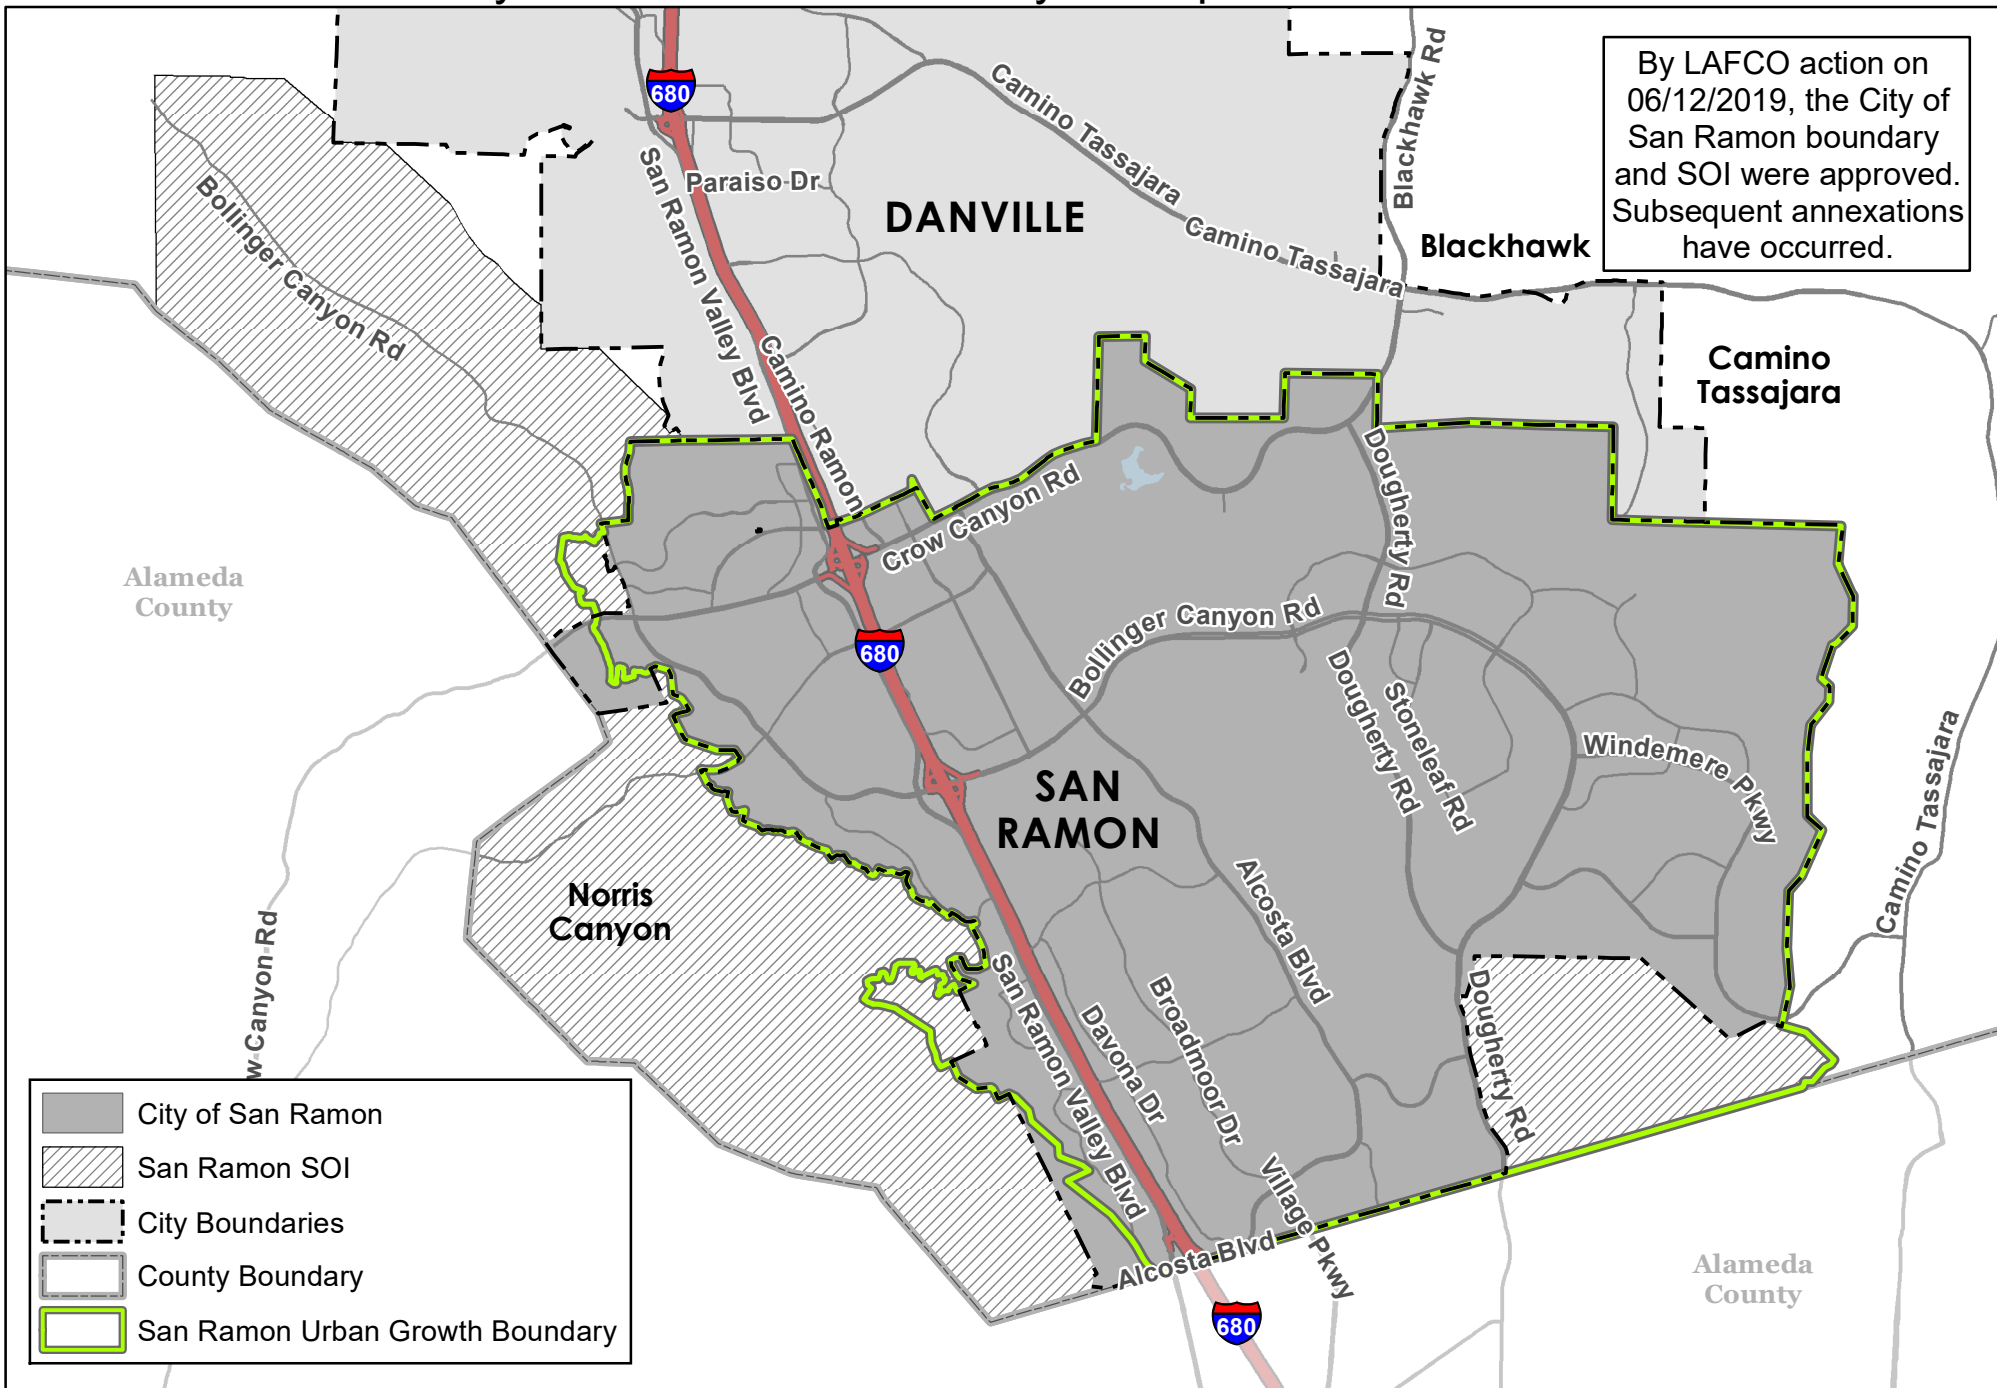 By LAFCO action on
06/12/2019, the City of
San Ramon boundary
and SOI were approved.
Subsequent annexations
have occurred.
680
Blackhawk Rd
Camino Tassajara
Paraiso Dr
San Ramon Valley Blvd
DANVILLE
Camino Tassajara
Blackhawk
Bollinger Canyon Rd
Camino Ramon
Camino
Tassajara
Dougherty Rd
Crow Canyon Rd
Alameda
County
680
Bollinger Canyon Rd
Dougherty Rd
Stoneleaf Rd
Windemere Pkwy
Camino Tassajara
SAN
RAMON
Norris
Canyon
Alcosta Blvd
w Canyon Rd
San Ramon Valley Blvd
Davona Dr
Broadmoor Dr
Dougherty Rd
Village Pkwy
Alcosta Blvd
Alameda
County
680
City of San Ramon
San Ramon SOI
City Boundaries
County Boundary
San Ramon Urban Growth Boundary